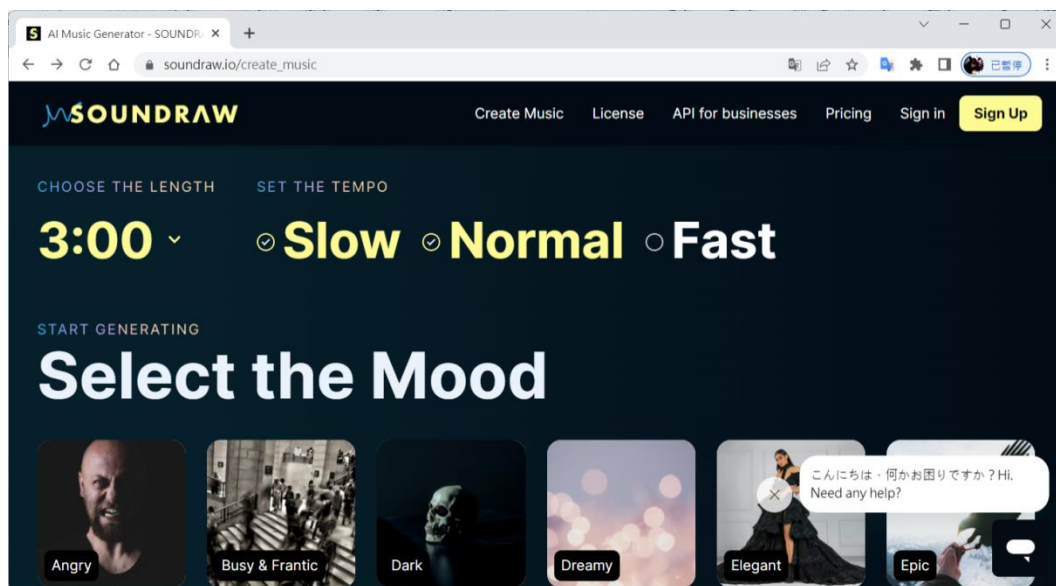 AI Music Generator - SOUNDR
soundraw.io/create_music
已暫停
SOUNDRAW
Create Music License API for businesses Pricing Sign in Sign Up
CHOOSE THE LENGTH SET THE TEMPO
3:00 Slow Normal Fast
START GENERATING
Select the Mood
こんにちは、何かお困りですか？Hi,
Need any help?
Angry Busy & Frantic Dark Dreamy Elegant Epic